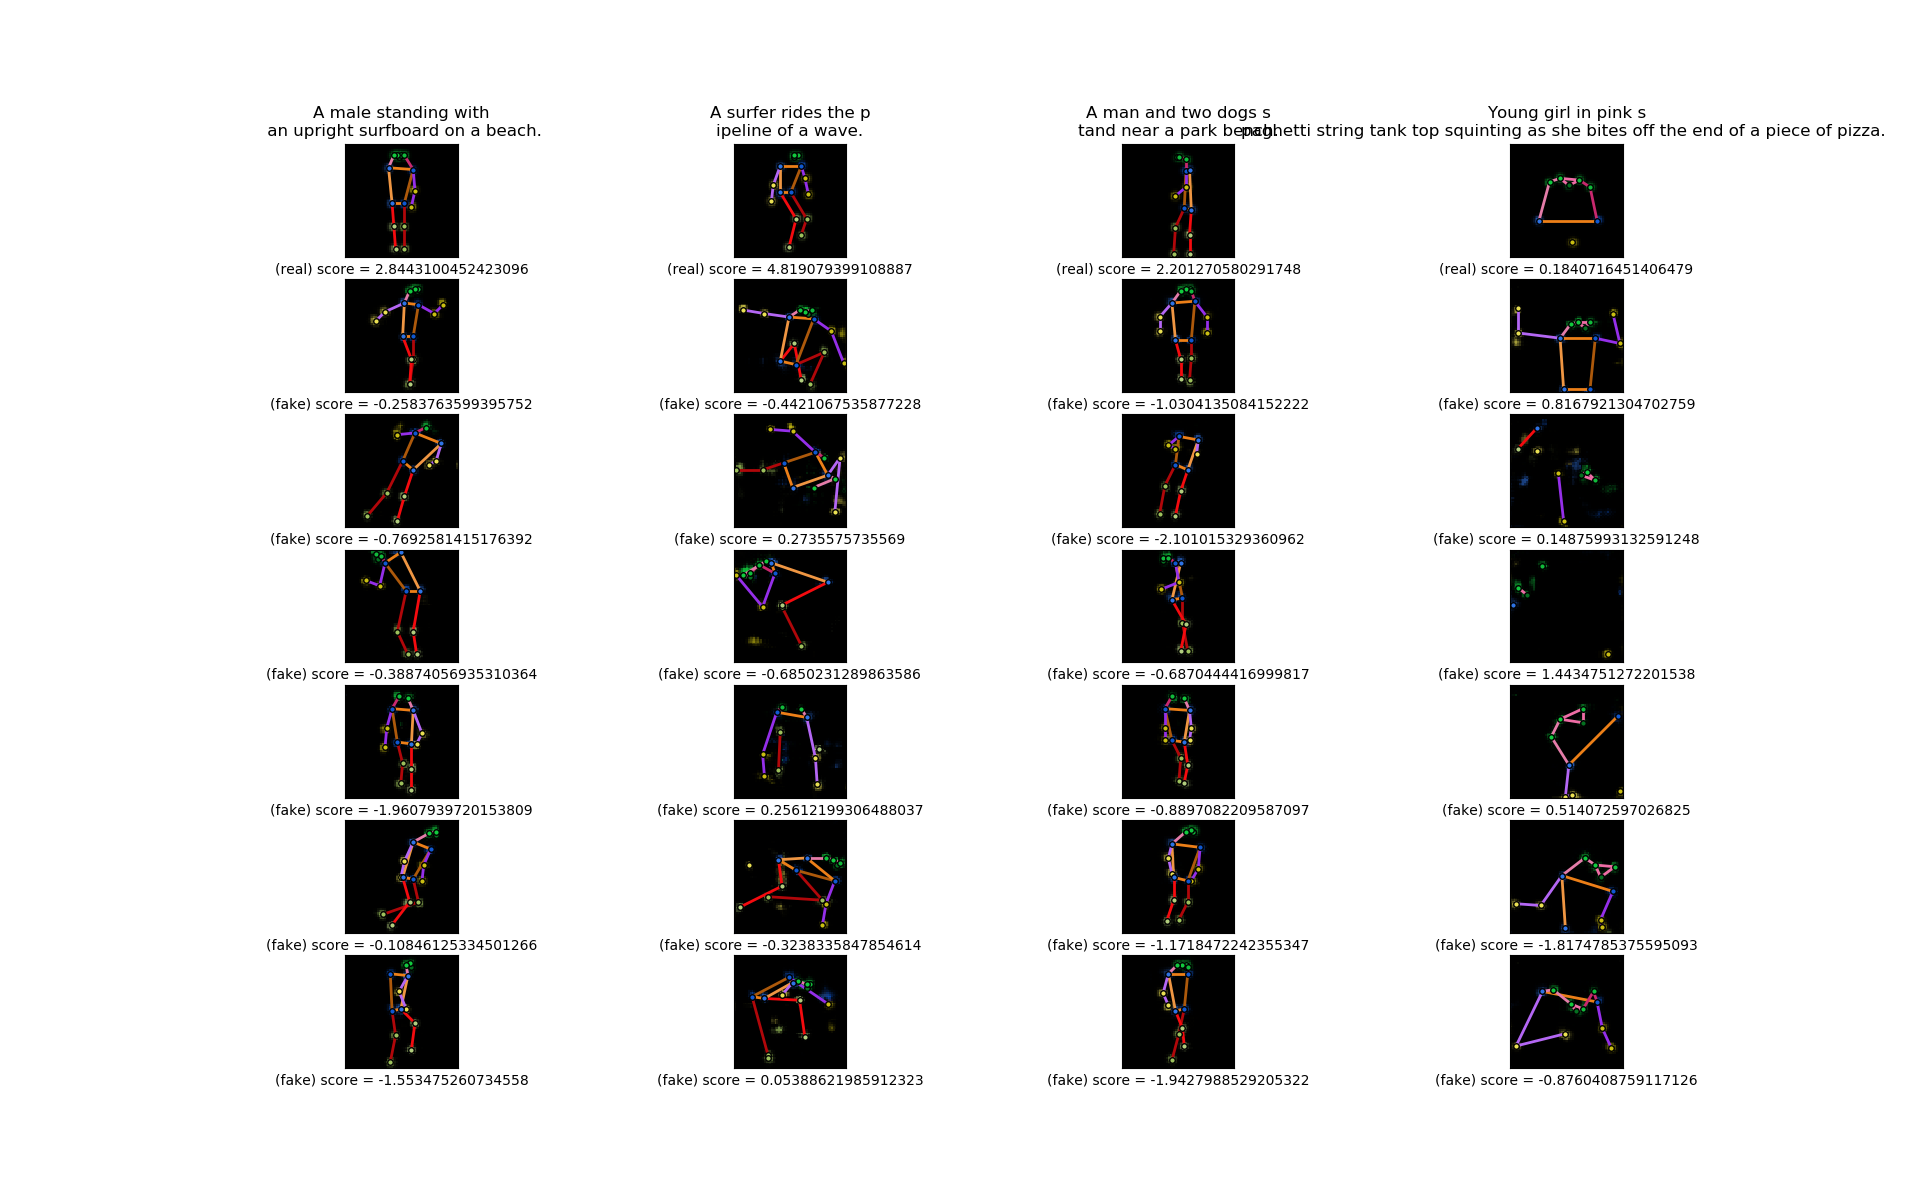 A male standing with
an upright surfboard on a beach.
A surfer rides the p
ipeline of a wave.
A man and two dogs s
tand near a park bench.
Young girl in pink s
paghetti string tank top squinting as she bites off the end of a piece of pizza.
(real) score = 2.8443100452423096
(real) score = 4.819079399108887
(real) score = 2.201270580291748
(real) score = 0.1840716451406479
(fake) score = -0.2583763599395752
(fake) score = -0.4421067535877228
(fake) score = -1.0304135084152222
(fake) score = 0.8167921304702759
(fake) score = -0.7692581415176392
(fake) score = 0.2735575735569
(fake) score = -2.101015329360962
(fake) score = 0.14875993132591248
(fake) score = -0.38874056935310364
(fake) score = -0.6850231289863586
(fake) score = -0.6870444416999817
(fake) score = 1.4434751272201538
(fake) score = -1.9607939720153809
(fake) score = 0.25612199306488037
(fake) score = -0.8897082209587097
(fake) score = 0.514072597026825
(fake) score = -0.10846125334501266
(fake) score = -0.3238335847854614
(fake) score = -1.1718472242355347
(fake) score = -1.8174785375595093
(fake) score = -1.553475260734558
(fake) score = 0.05388621985912323
(fake) score = -1.9427988529205322
(fake) score = -0.8760408759117126